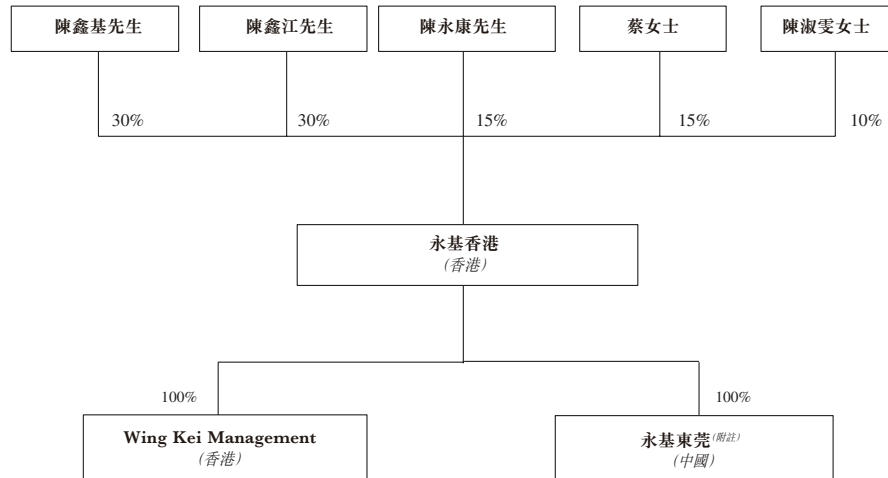 陳鑫基先生
陳鑫江先生
陳永康先生
蔡女士
陳淑雯女士
30%
30%
15%
15%
10%
永基香港
(香港)
100%
100%
Wing Kei Management
(香港)
永基東莞(附註)
(中國)